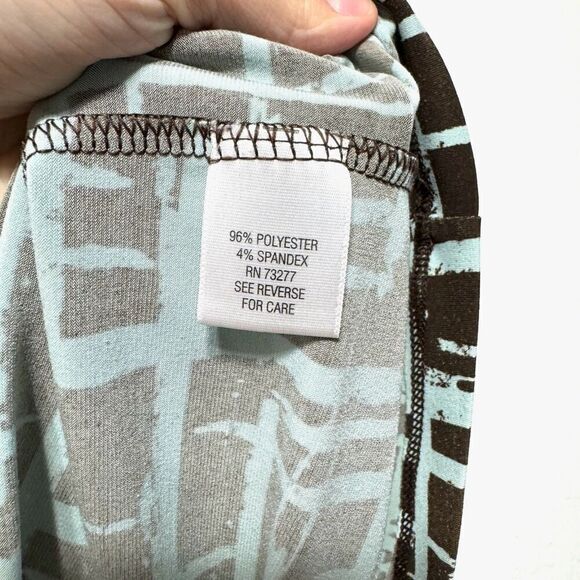 96% POLYESTER
4% SPANDEX
RN 73277
SEE REVERSE
FOR CARE